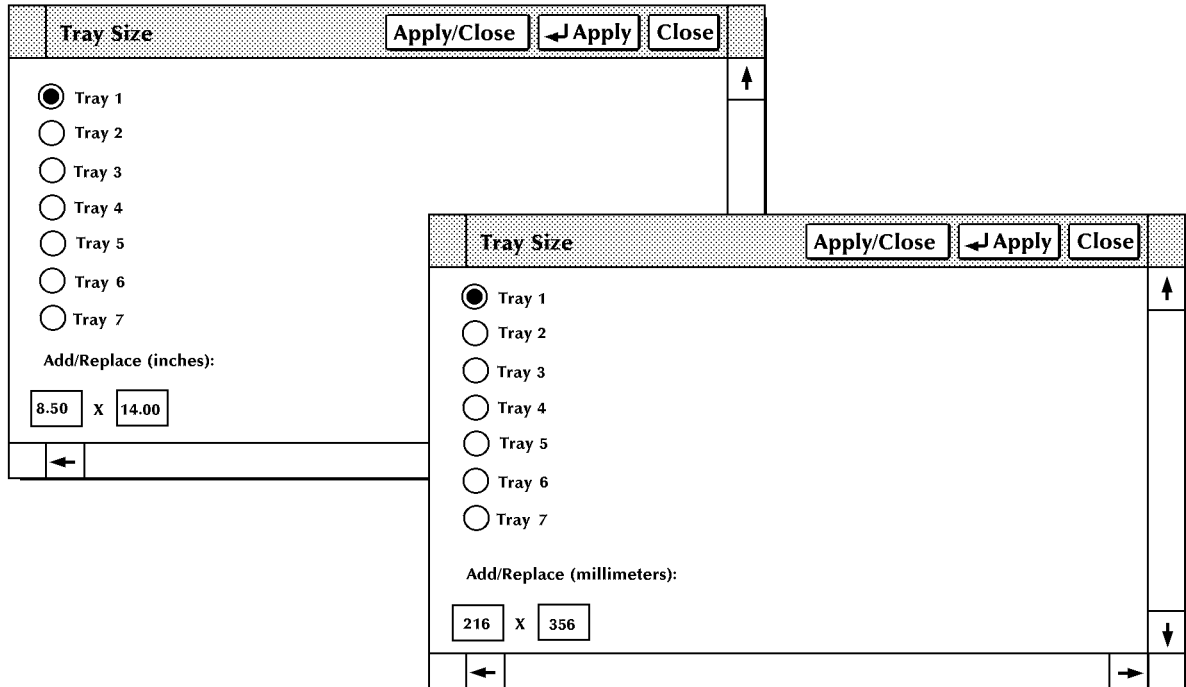 Tray Size Apply/Close Apply Close
Tray 1
Tray 2
Tray 3
Tray 4
Tray 5
Tray 6
Tray 7
Add/Replace (inches):
8.50 X 14.00
Tray Size Apply/Close Apply Close
Tray 1
Tray 2
Tray 3
Tray 4
Tray 5
Tray 6
Tray 7
Add/Replace (millimeters):
216 X 356